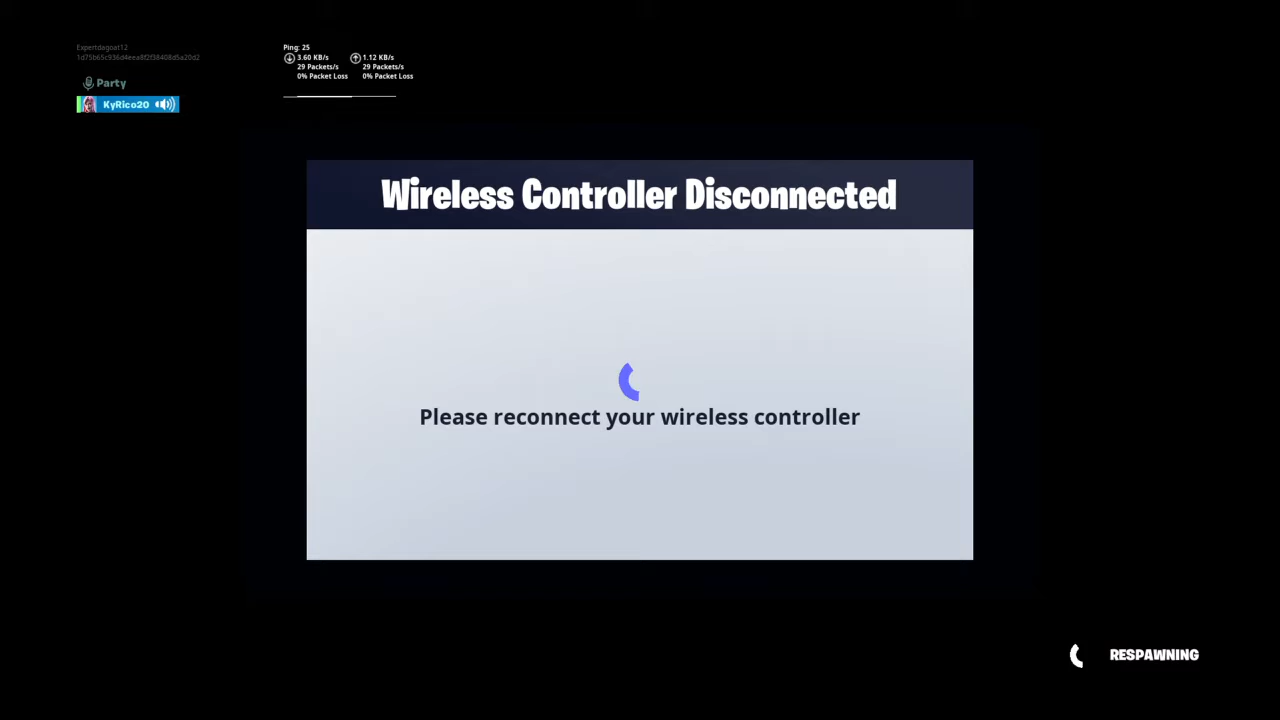 Expertdagoat12
1d75b65c936d4eea8f2f38408d5a20d2
Party
KyRico20
Ping: 25
3.60 KB/s 1.12 KB/s
29 Packets/s 29 Packets/s
0% Packet Loss 0% Packet Loss
Wireless Controller Disconnected
Please reconnect your wireless controller
RESPAWNING